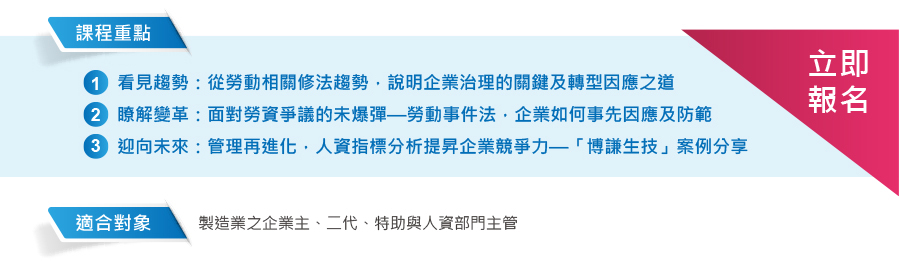 課程重點
1 看見趨勢：從勞動相關修法趨勢，說明企業治理的關鍵及轉型因應之道
2 瞭解變革：面對勞資爭議的未爆彈—勞動事件法，企業如何事先因應及防範
3 迎向未來：管理再進化，人資指標分析提昇企業競爭力—「博謙生技」案例分享
立即
報名
適合對象
製造業之企業主、二代、特助與人資部門主管